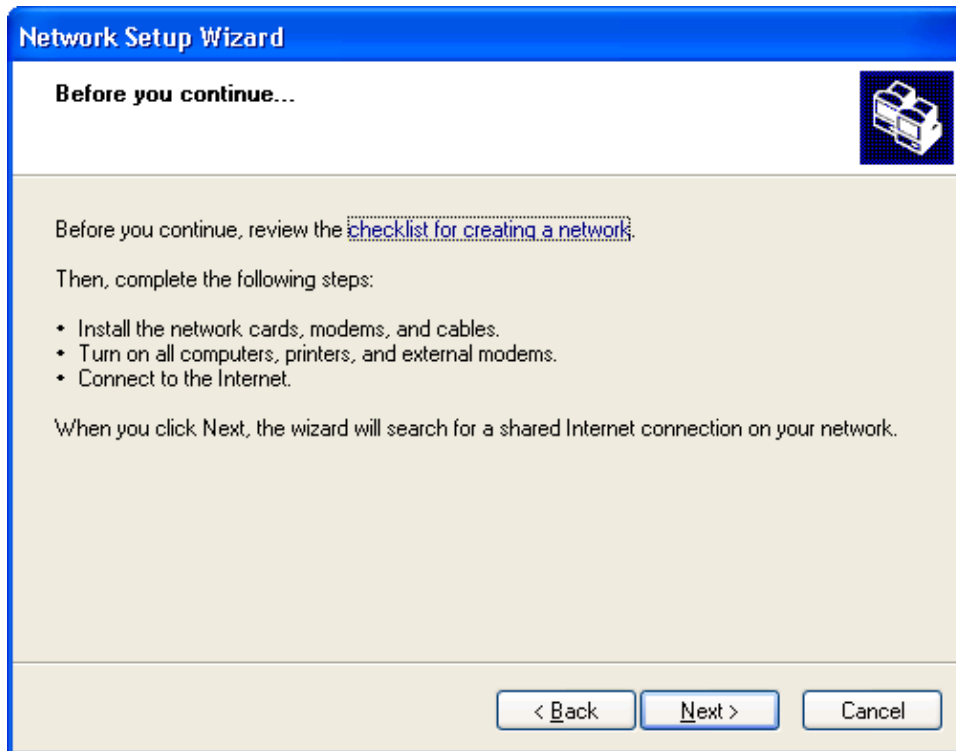 Network Setup Wizard
Before you continue...
Before you continue, review the checklist for creating a network.
Then, complete the following steps:
• Install the network cards, modems, and cables.
• Turn on all computers, printers, and external modems.
• Connect to the Internet.
When you click Next, the wizard will search for a shared Internet connection on your network.
< Back Next > Cancel